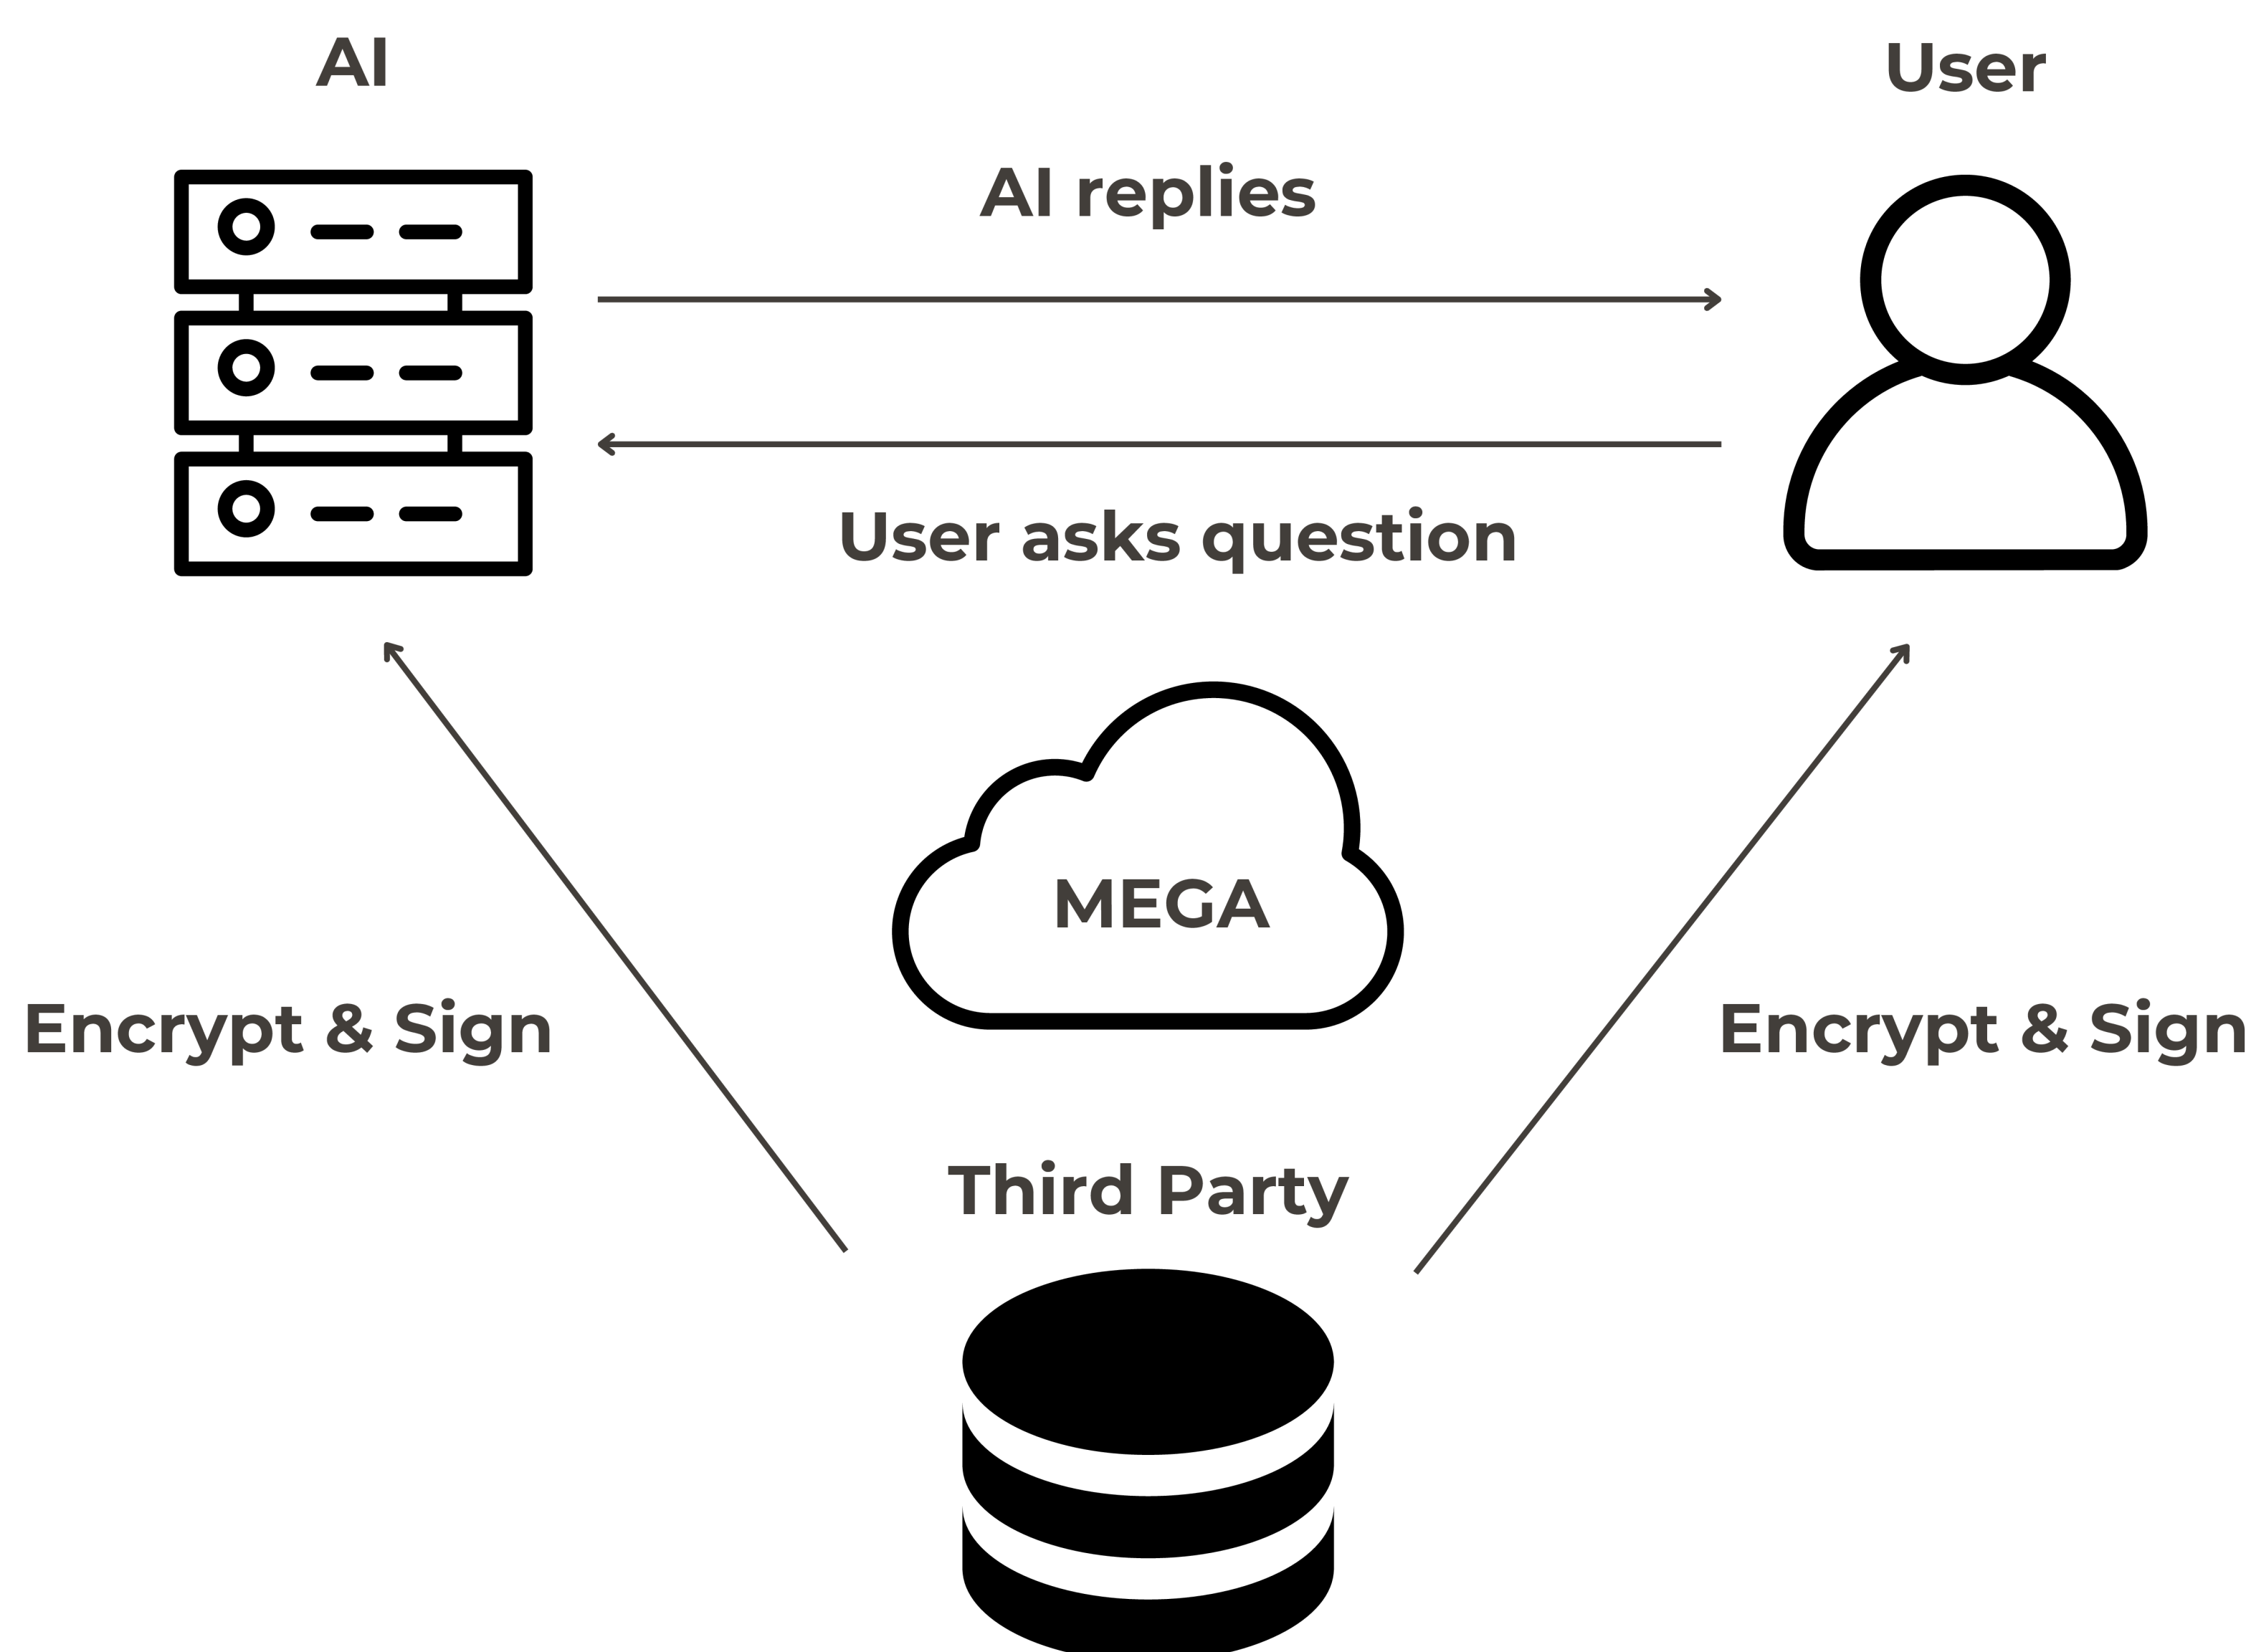 AI
User
AI replies
User asks question
MEGA
Encrypt & Sign
Encrypt & Sign
Third Party